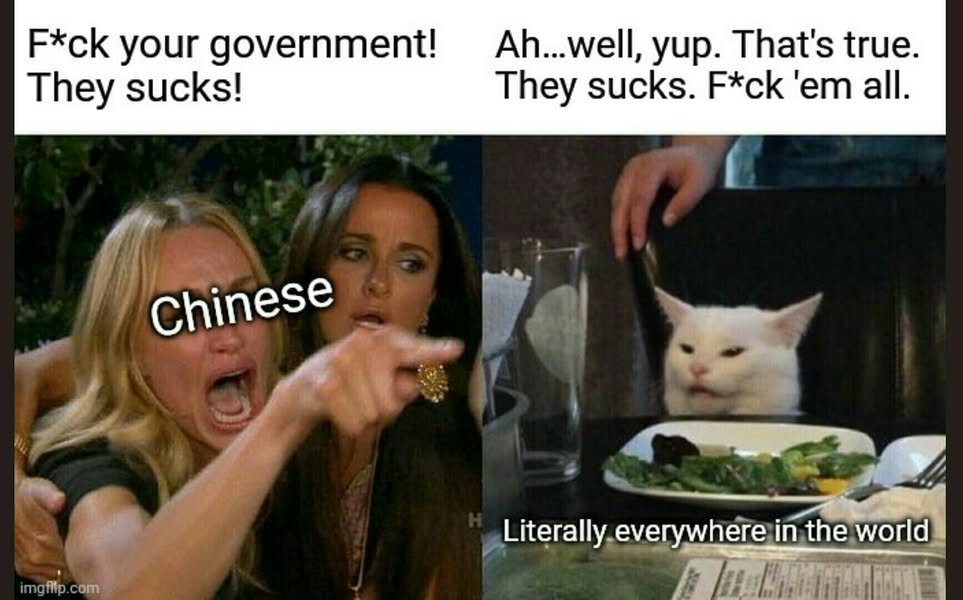 F*ck your government!
They sucks!
Ah...well, yup. That's true.
They sucks. F*ck 'em all.
Chinese
H
Literally everywhere in the world
imgflip.com